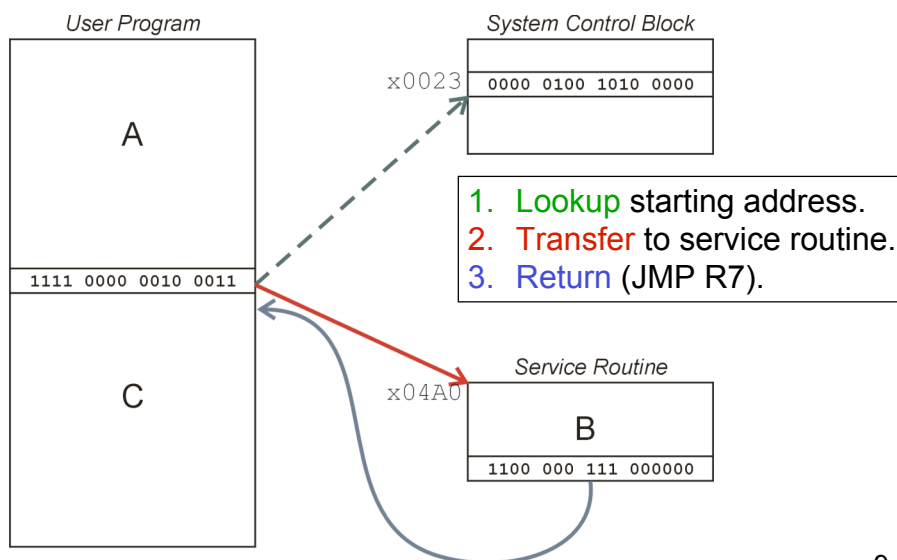 User Program
System Control Block
x0023
0000 0100 1010 0000
A
1. Lookup starting address.
2. Transfer to service routine.
3. Return (JMP R7).
1111 0000 0010 0011
Service Routine
x04A0
C
B
1100 000 111 000000